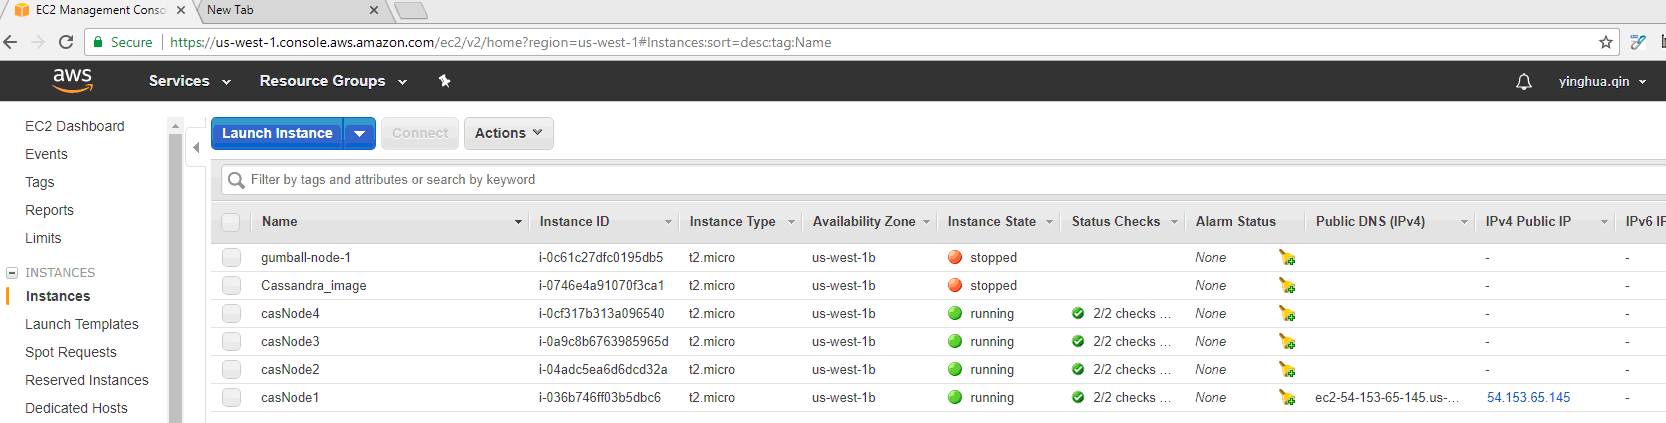 EC2 Management Conso
New Tab
Secure https://us-west-1.console.aws.amazon.com/ec2/v2/home?region=us-west-1#Instances:sort=desc:tag:Name
aws Services Resource Groups yinghua.qin
EC2 Dashboard
Events
Tags
Reports
Limits
INSTANCES
Instances
Launch Templates
Spot Requests
Reserved Instances
Dedicated Hosts
Launch Instance Connect Actions
Filter by tags and attributes or search by keyword
Name Instance ID Instance Type Availability Zone Instance State Status Checks Alarm Status Public DNS (IPv4) IPv4 Public IP IPv6 IP
gumball-node-1 i-0c61c27dfc0195db5 t2.micro us-west-1b stopped None - -
Cassandra_image i-0746e4a91070f3ca1 t2.micro us-west-1b stopped None - -
casNode4 i-0cf317b313a096540 t2.micro us-west-1b running 2/2 checks ... None - -
casNode3 i-0a9c8b6763985965d t2.micro us-west-1b running 2/2 checks ... None - -
casNode2 i-04adc5ea6d6dcd32a t2.micro us-west-1b running 2/2 checks ... None - -
casNode1 i-036b746ff03b5dbc6 t2.micro us-west-1b running 2/2 checks ... None ec2-54-153-65-145.us-... 54.153.65.145 -